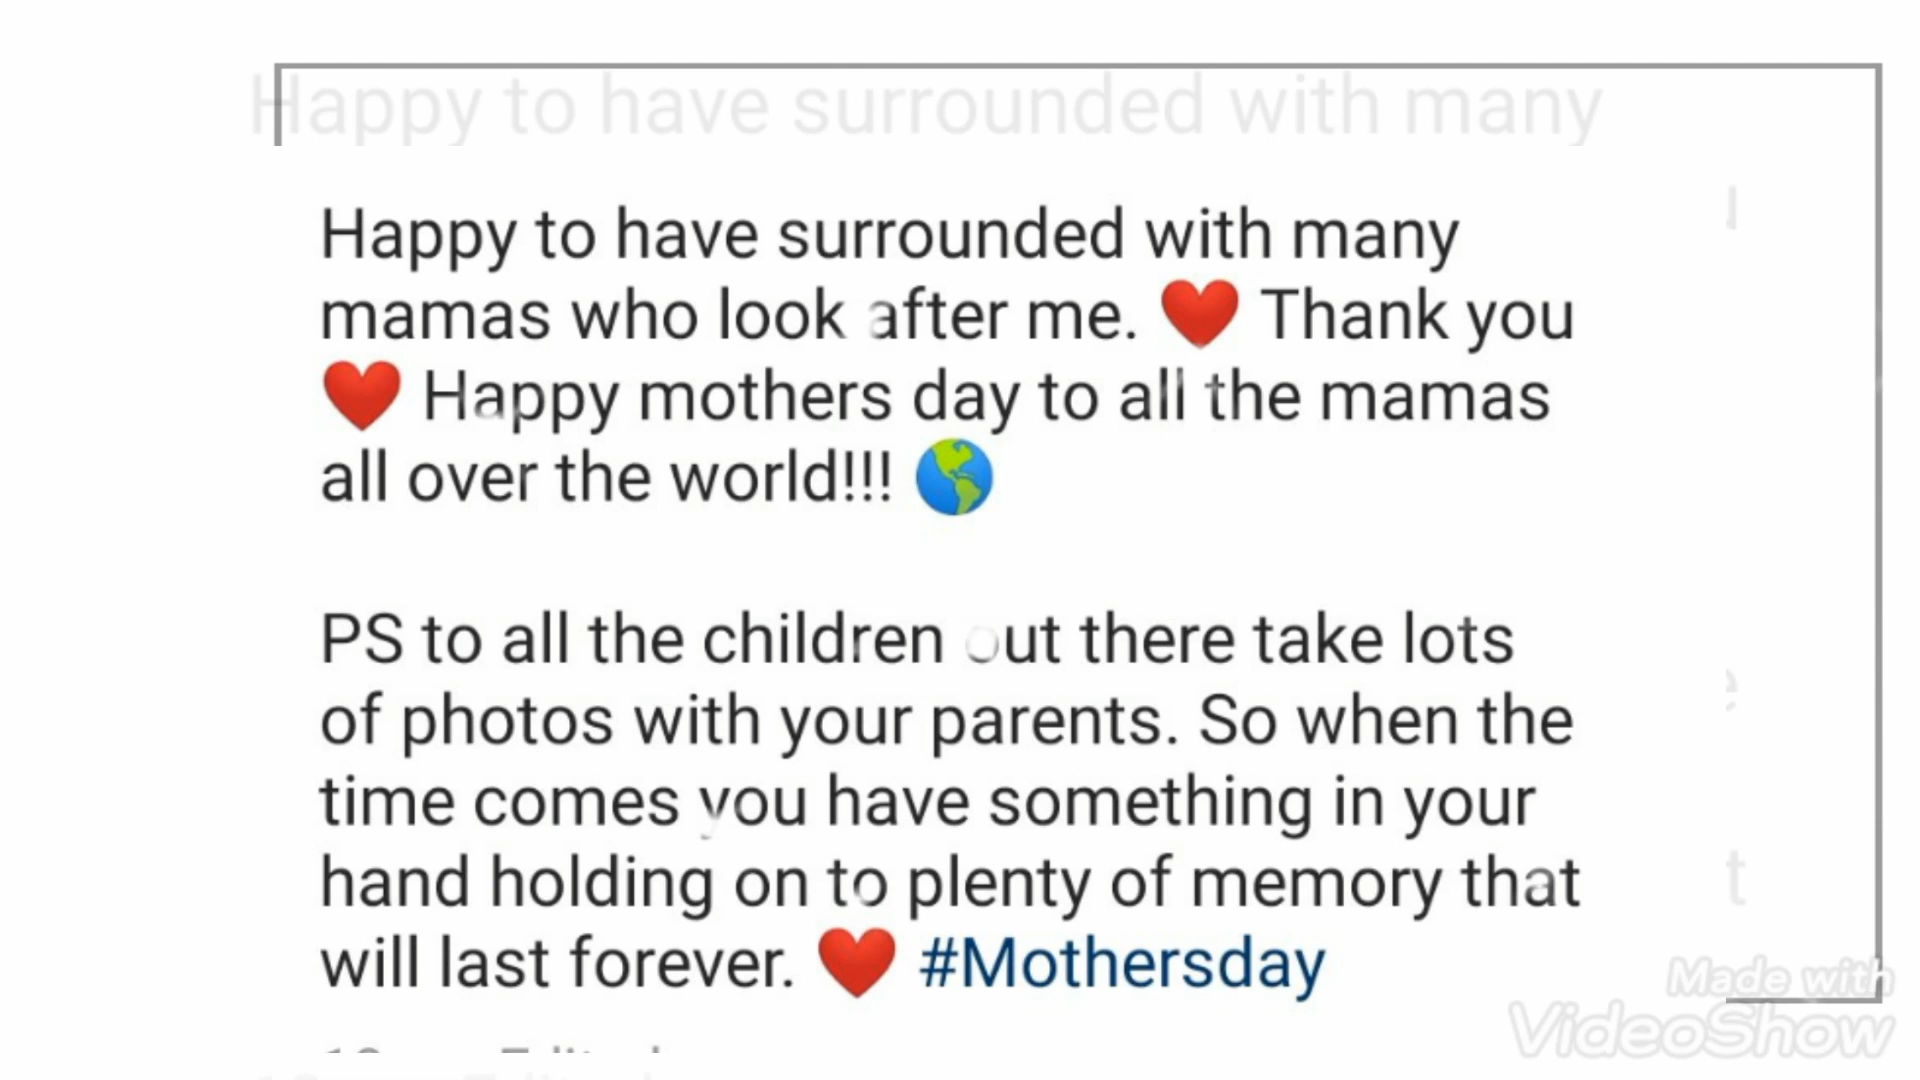 Happy to have surrounded with many
Happy to have surrounded with many
mamas who look after me. ❤️ Thank you
❤️ Happy mothers day to all the mamas
all over the world!!! 🌎
PS to all the children out there take lots
of photos with your parents. So when the
time comes you have something in your
hand holding on to plenty of memory that
will last forever. ❤️ #Mothersday
Made with
VideoShow